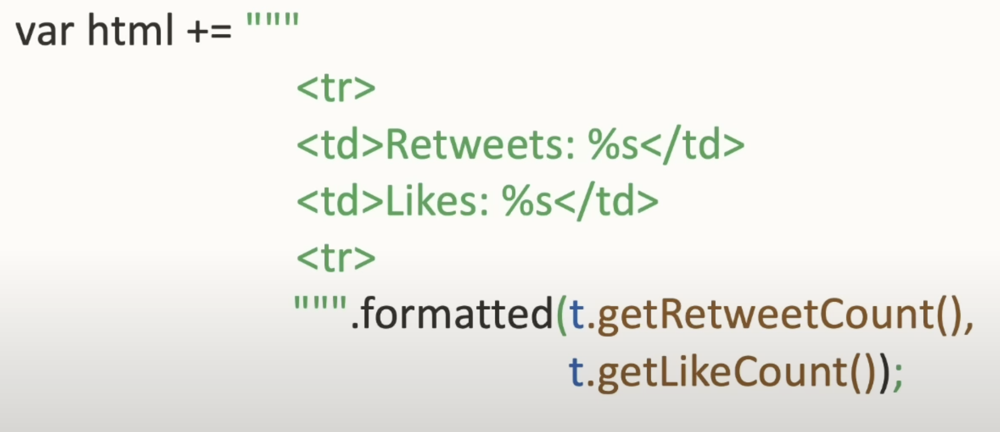 var html += """
<tr>
<td>Retweets: %s</td>
<td>Likes: %s</td>
<tr>
""".formatted(t.getRetweetCount(),
t.getLikeCount());